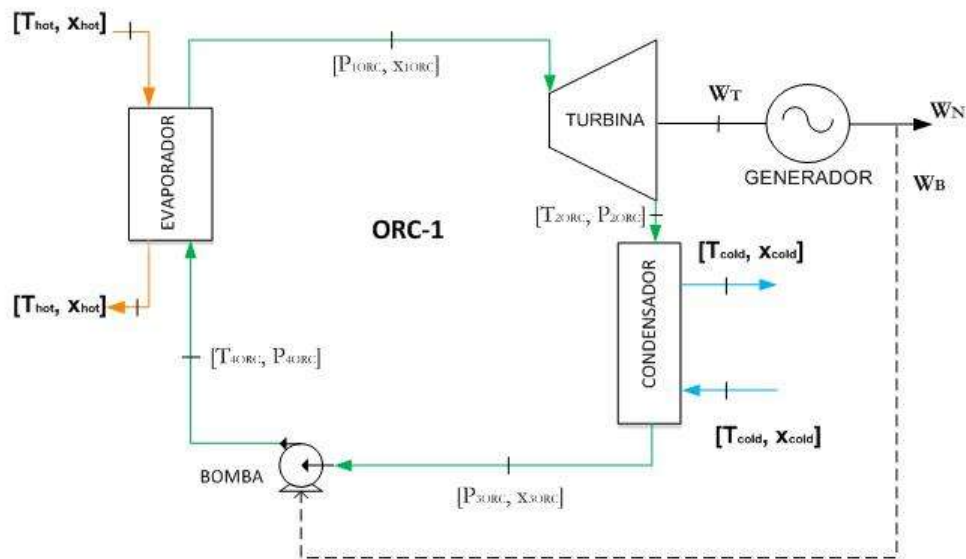 [Thot, xhot]
[P1ORC, x1ORC]
WT
WN
TURBINA
EVAPORADOR
GENERADOR
WB
[T2ORC, P2ORC]
ORC-1
[Tcold, xcold]
CONDENSADOR
[Thot, xhot]
[T4ORC, P4ORC]
[Tcold, xcold]
BOMBA
[P3ORC, x3ORC]